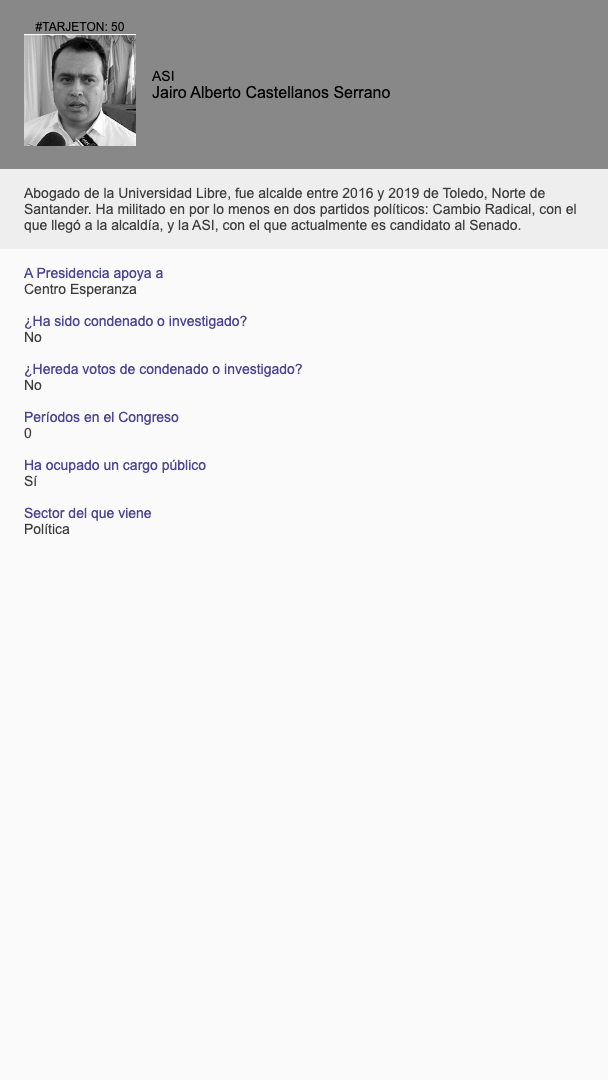 #TARJETON: 50
ASI
Jairo Alberto Castellanos Serrano
Abogado de la Universidad Libre, fue alcalde entre 2016 y 2019 de Toledo, Norte de
Santander. Ha militado en por lo menos en dos partidos políticos: Cambio Radical, con el
que llegó a la alcaldía, y la ASI, con el que actualmente es candidato al Senado.
A Presidencia apoya a
Centro Esperanza
¿Ha sido condenado o investigado?
No
¿Hereda votos de condenado o investigado?
No
Períodos en el Congreso
0
Ha ocupado un cargo público
Sí
Sector del que viene
Política